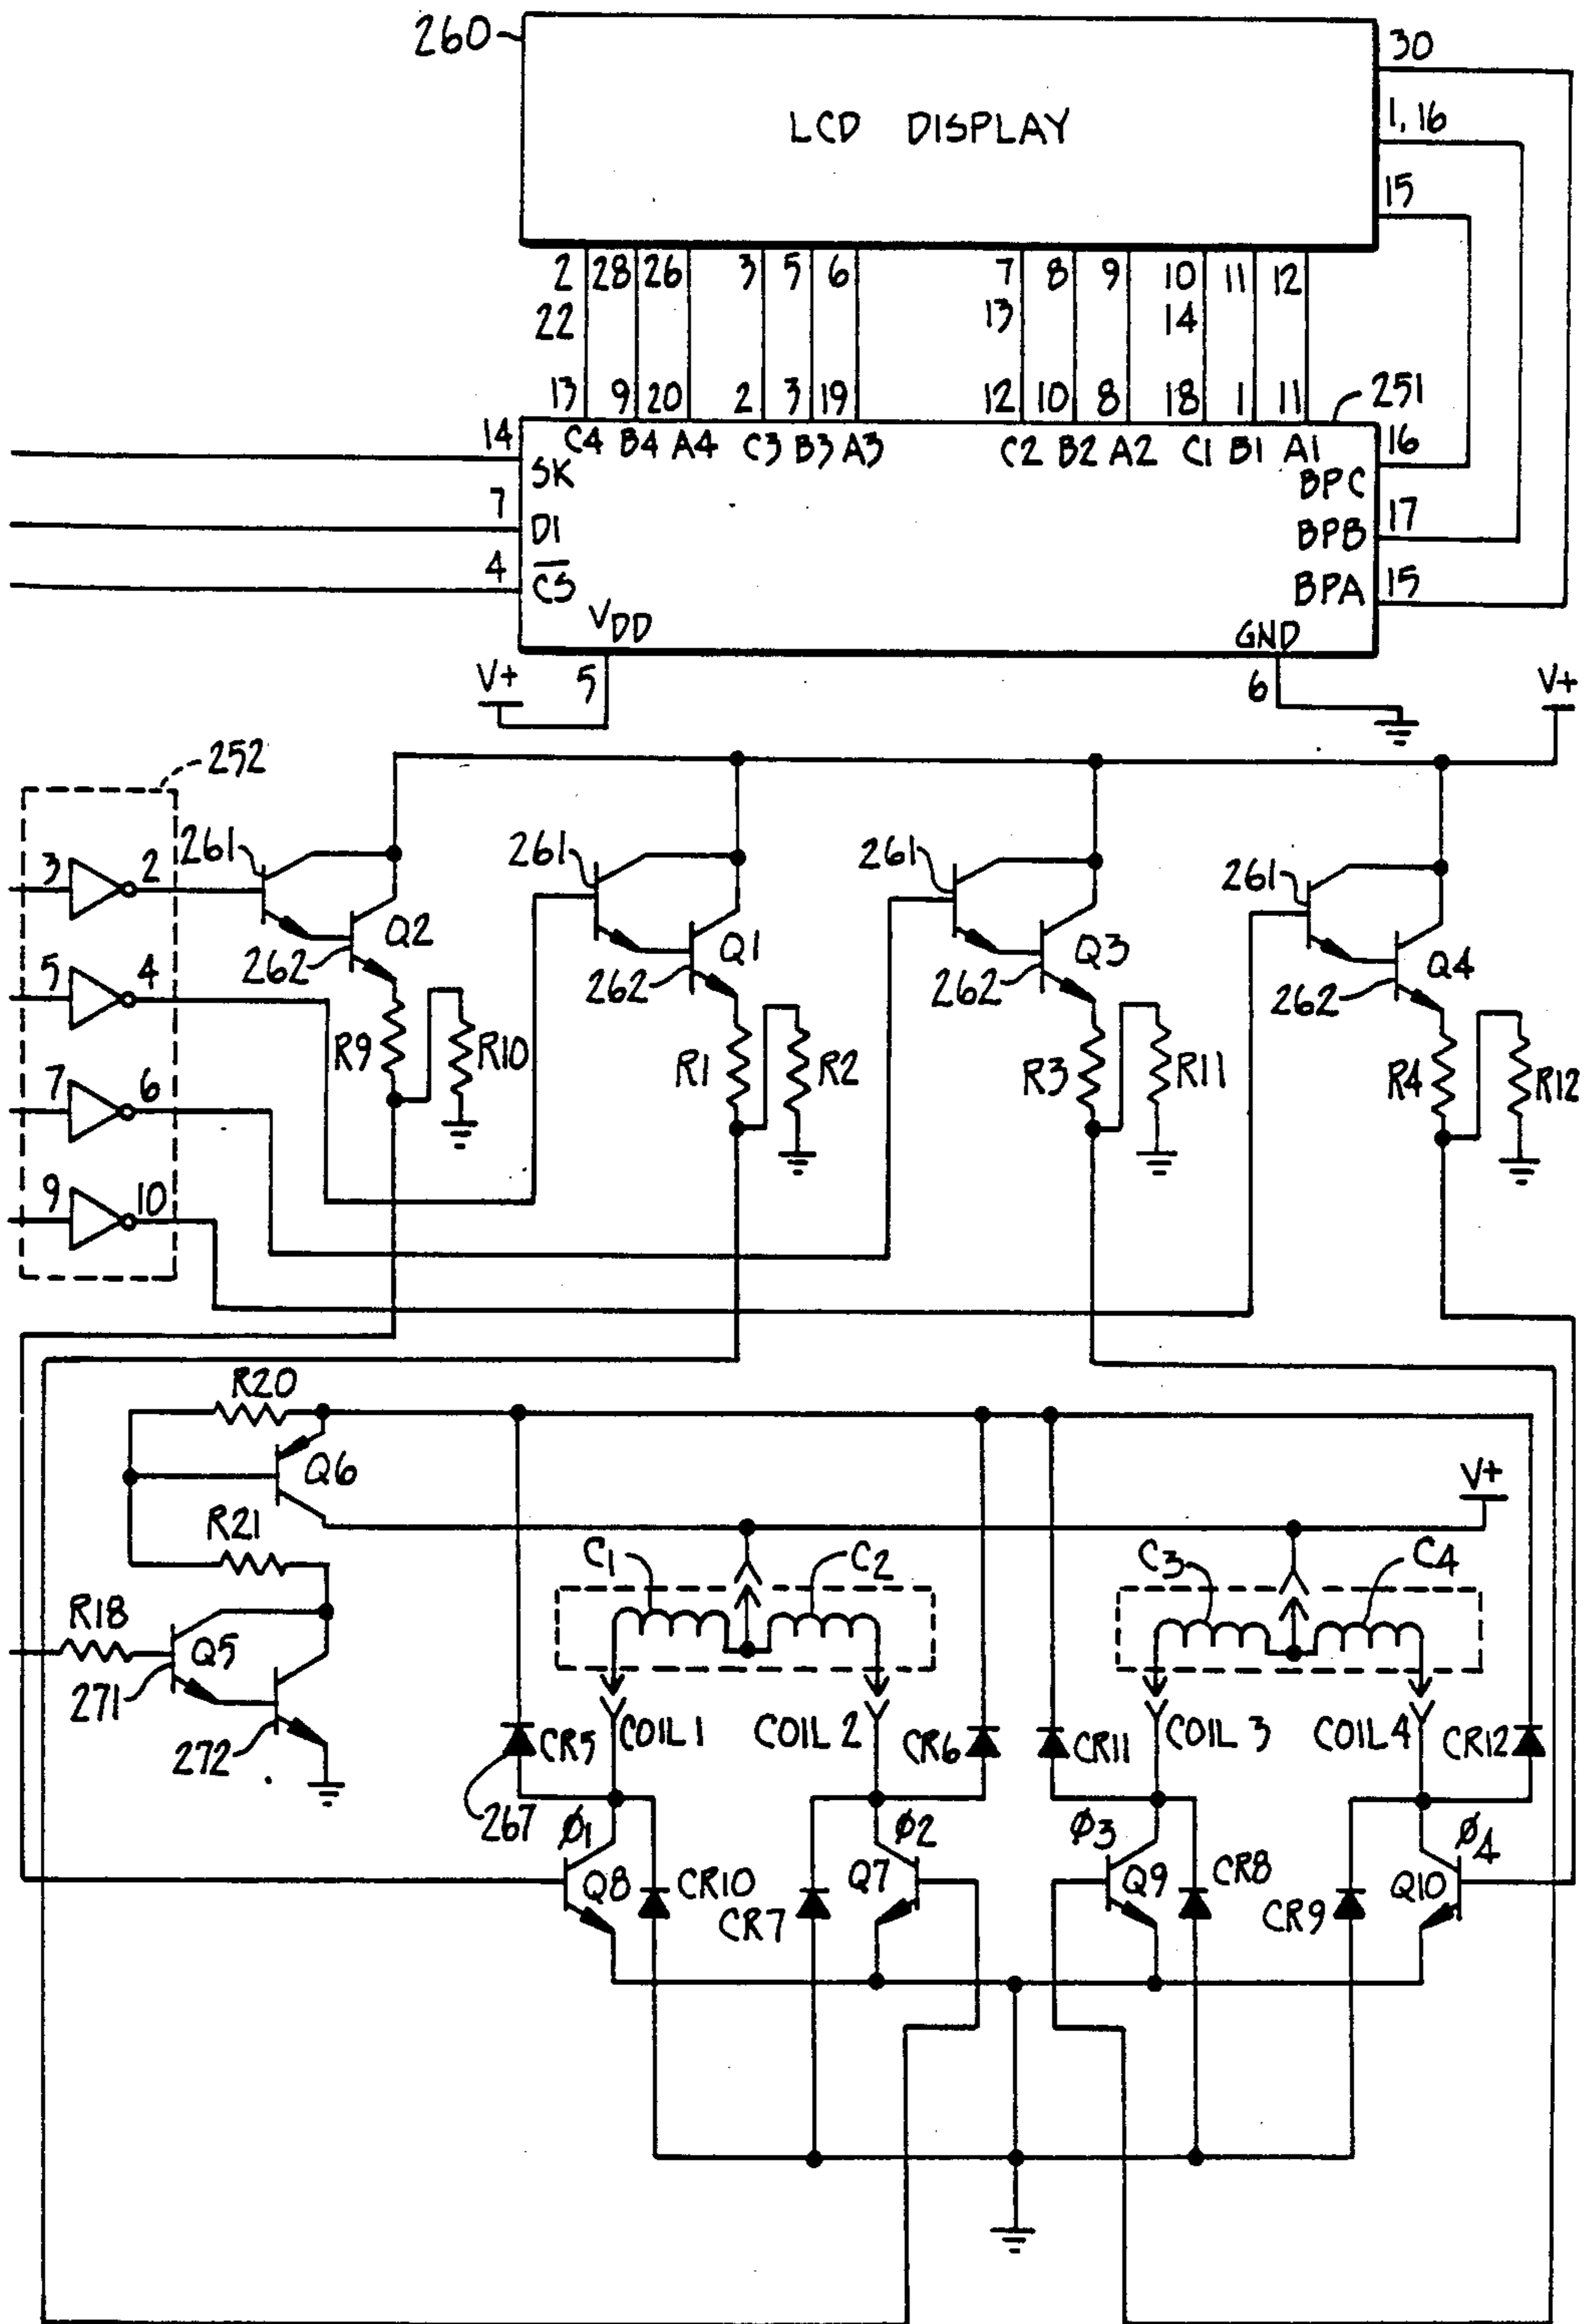 260
30
LCD DISPLAY
1, 16
15
2 28 26 3 5 6 7 8 9 10 11 12
22 13 14
13 9 20 2 3 19 12 10 8 18 1 11 251
14 C4 B4 A4 C3 B3 A3 C2 B2 A2 C1 B1 A1 16
SK BPC
7 17
DI BPB
4 15
CS BPA
VDD GND
V+ 5 6 V+
252
3 2 261 261 261 261
Q2 Q1 Q3 Q4
5 4 262 262 262 262
R9 R10 R1 R2 R3 R11 R4 R12
7 6
9 10
R20
Q6
V+
R21
C1 C2 C3 C4
R18
Q5
271
272
CR5 COIL 1 COIL 2 CR6 CR11 COIL 3 COIL 4 CR12
267
Ø1 Ø2 Ø3 Ø4
Q8 CR10 Q7 Q9 CR8 Q10
CR7 CR9